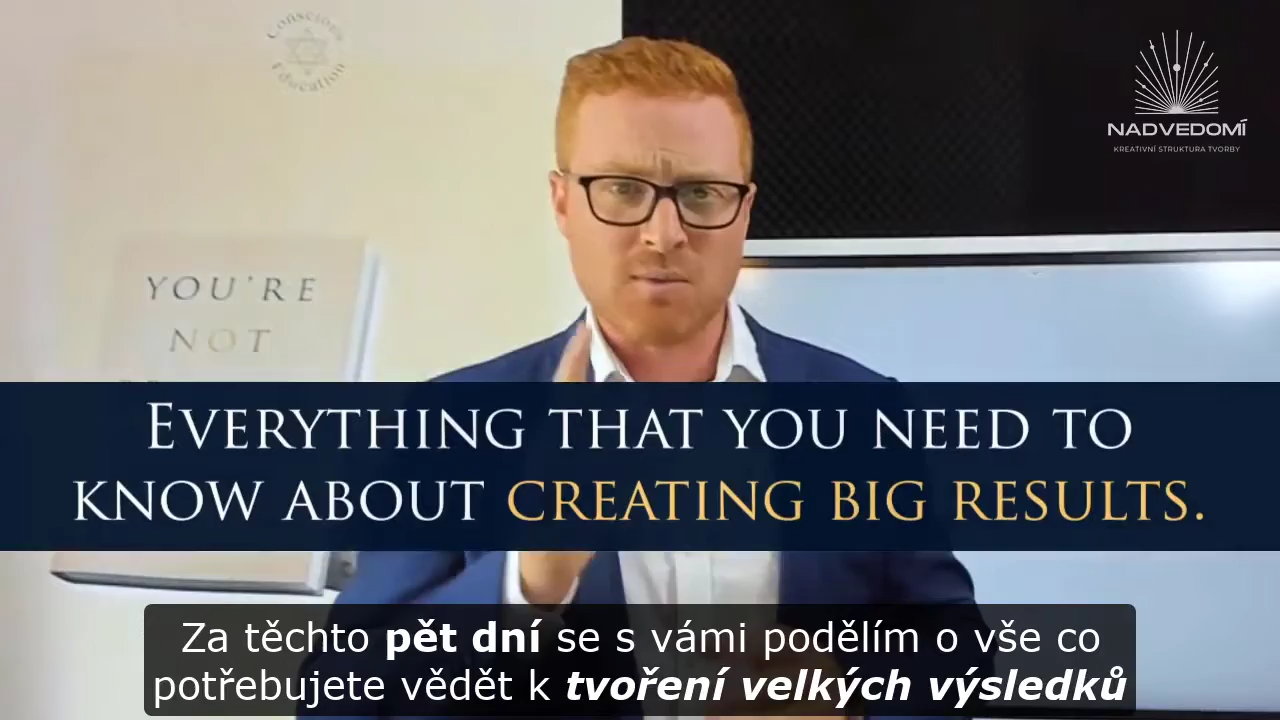 Conscious
Education
NADVEDOMÍ
KREATIVNÍ STRUKTURA TVORBY
YOU'RE
NOT
EVERYTHING THAT YOU NEED TO
KNOW ABOUT CREATING BIG RESULTS.
Za těchto pět dní se s vámi podělím o vše co
potřebujete vědět k tvoření velkých výsledků